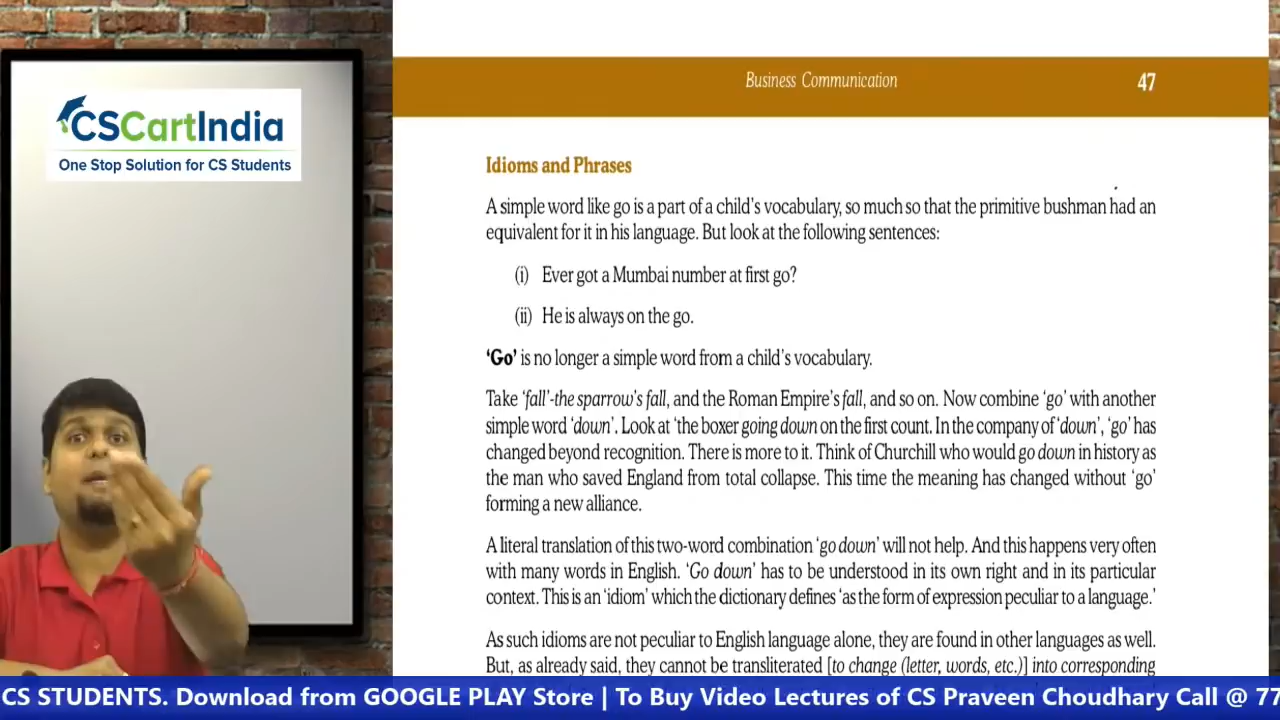 CSCartIndia
One Stop Solution for CS Students
Business Communication 47
Idioms and Phrases
A simple word like go is a part of a child's vocabulary, so much so that the primitive bushman had an
equivalent for it in his language. But look at the following sentences:
(i) Ever got a Mumbai number at first go?
(ii) He is always on the go.
'Go' is no longer a simple word from a child's vocabulary.
Take 'fall'-the sparrow's fall, and the Roman Empire's fall, and so on. Now combine 'go' with another
simple word 'down'. Look at 'the boxer going down on the first count. In the company of 'down', 'go' has
changed beyond recognition. There is more to it. Think of Churchill who would go down in history as
the man who saved England from total collapse. This time the meaning has changed without 'go'
forming a new alliance.
A literal translation of this two-word combination 'go down' will not help. And this happens very often
with many words in English. 'Go down' has to be understood in its own right and in its particular
context. This is an 'idiom' which the dictionary defines 'as the form of expression peculiar to a language.'
As such idioms are not peculiar to English language alone, they are found in other languages as well.
But, as already said, they cannot be transliterated [to change (letter, words, etc.)] into corresponding
CS STUDENTS. Download from GOOGLE PLAY Store | To Buy Video Lectures of CS Praveen Choudhary Call @ 77